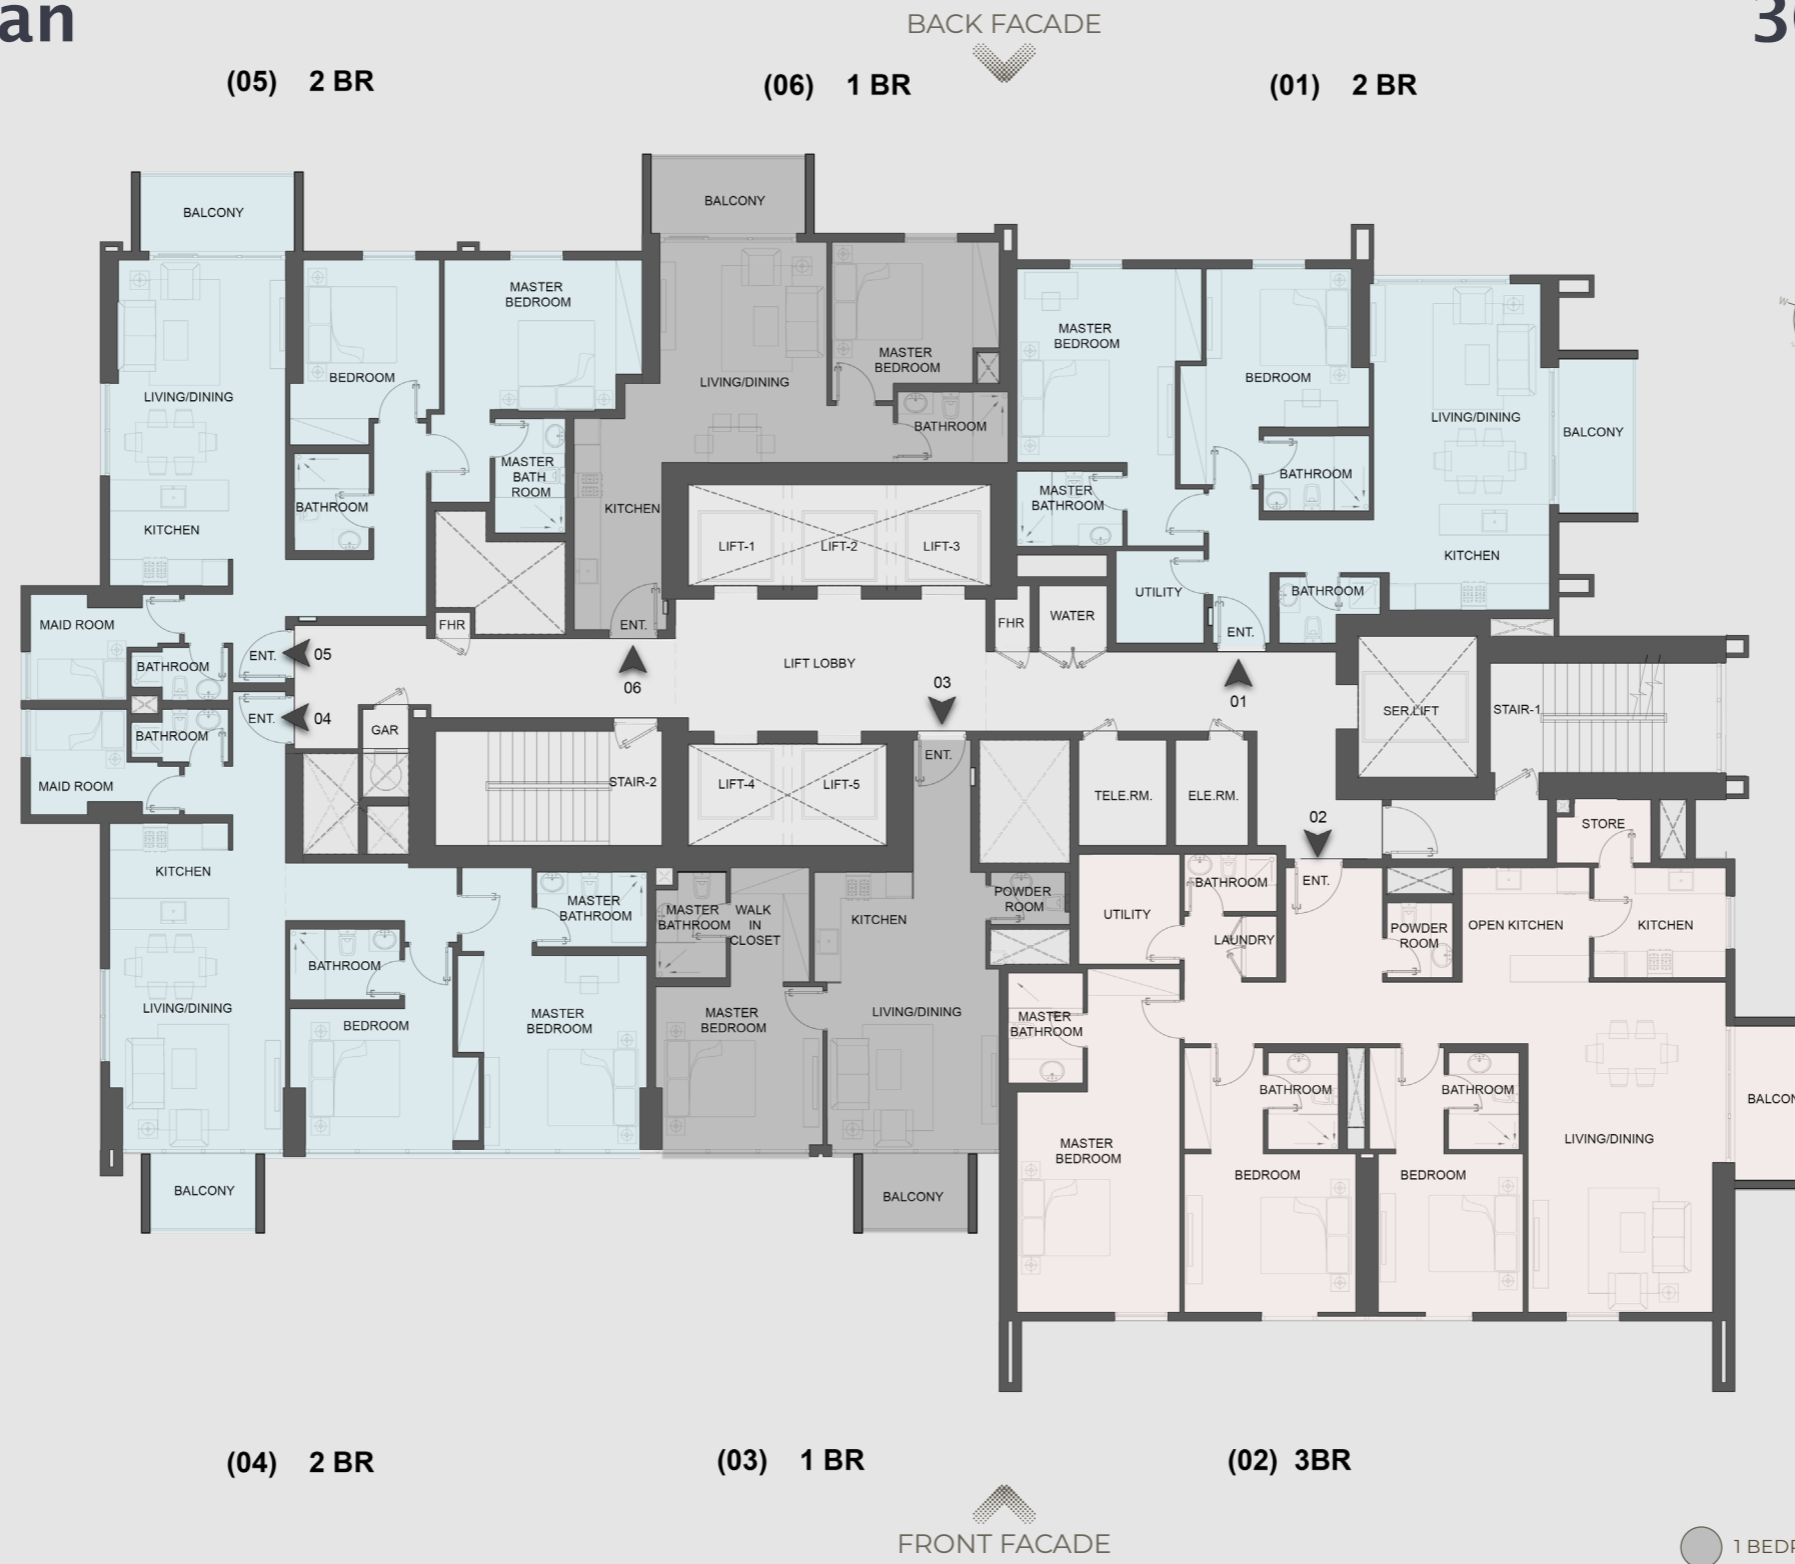 an
BACK FACADE
3
(05) 2 BR
(06) 1 BR
(01) 2 BR
BALCONY
BALCONY
MASTER
BEDROOM
BEDROOM
LIVING/DINING
MASTER
BATH
ROOM
BATHROOM
KITCHEN
LIVING/DINING
MASTER
BEDROOM
BATHROOM
KITCHEN
MASTER
BEDROOM
BEDROOM
LIVING/DINING
BALCONY
BATHROOM
MASTER
BATHROOM
KITCHEN
LIFT-1
LIFT-2
LIFT-3
UTILITY
BATHROOM
MAID ROOM
BATHROOM
ENT.
05
FHR
ENT.
06
LIFT LOBBY
FHR
WATER
ENT.
01
SER.LIFT
STAIR-1
03
ENT.
04
BATHROOM
MAID ROOM
GAR
STAIR-2
LIFT-4
LIFT-5
ENT.
TELE.RM.
ELE.RM.
02
STORE
KITCHEN
MASTER
BATHROOM
MASTER
BATHROOM
WALK
IN
CLOSET
KITCHEN
POWDER
ROOM
UTILITY
BATHROOM
LAUNDRY
ENT.
POWDER
ROOM
OPEN KITCHEN
KITCHEN
BATHROOM
LIVING/DINING
BEDROOM
MASTER
BEDROOM
MASTER
BEDROOM
LIVING/DINING
MASTER
BATHROOM
BATHROOM
BATHROOM
BALCON
MASTER
BEDROOM
BEDROOM
BEDROOM
LIVING/DINING
BALCONY
BALCONY
(04) 2 BR
(03) 1 BR
(02) 3BR
FRONT FACADE
1 BED